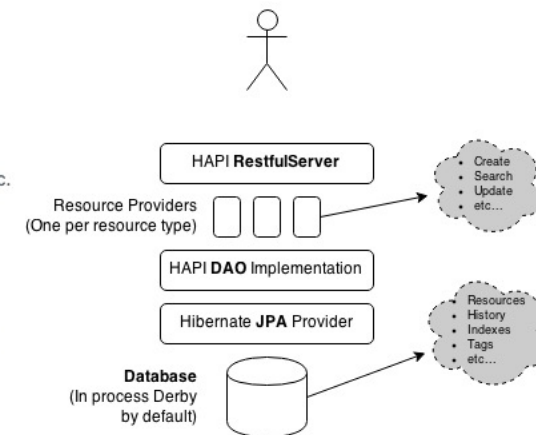 HAPI RestfulServer
c.
Resource Providers
(One per resource type)
• Create
• Search
• Update
• etc...
HAPI DAO Implementation
Hibernate JPA Provider
• Resources
• History
• Indexes
• Tags
• etc...
Database
(In process Derby
by default)